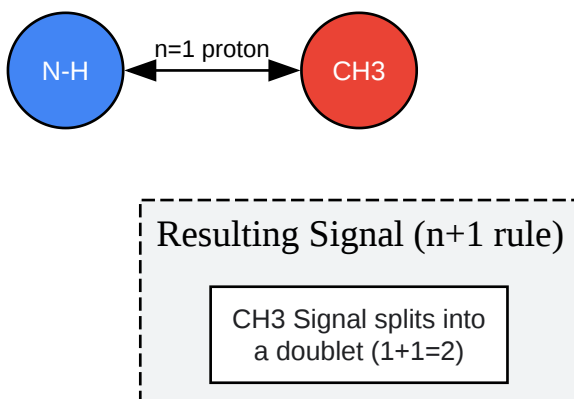 n=1 proton
N-H
CH3
Resulting Signal (n+1 rule)
CH3 Signal splits into
a doublet (1+1=2)